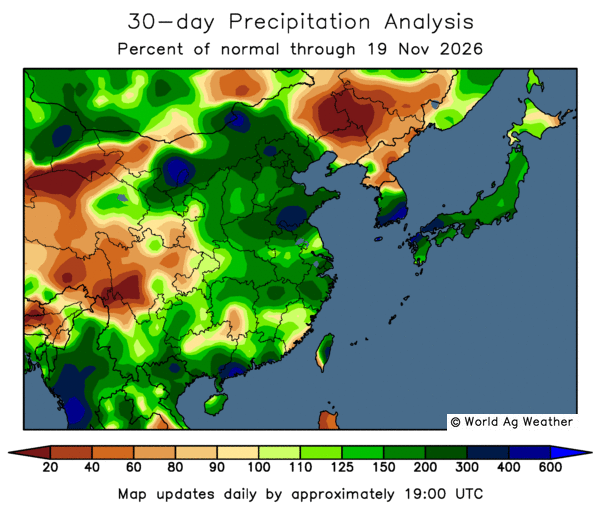 30-day Precipitation Analysis
Percent of normal through 19 Nov 2026
© World Ag Weather
20 40 60 80 90 100 110 125 150 200 300 400 600
Map updates daily by approximately 19:00 UTC